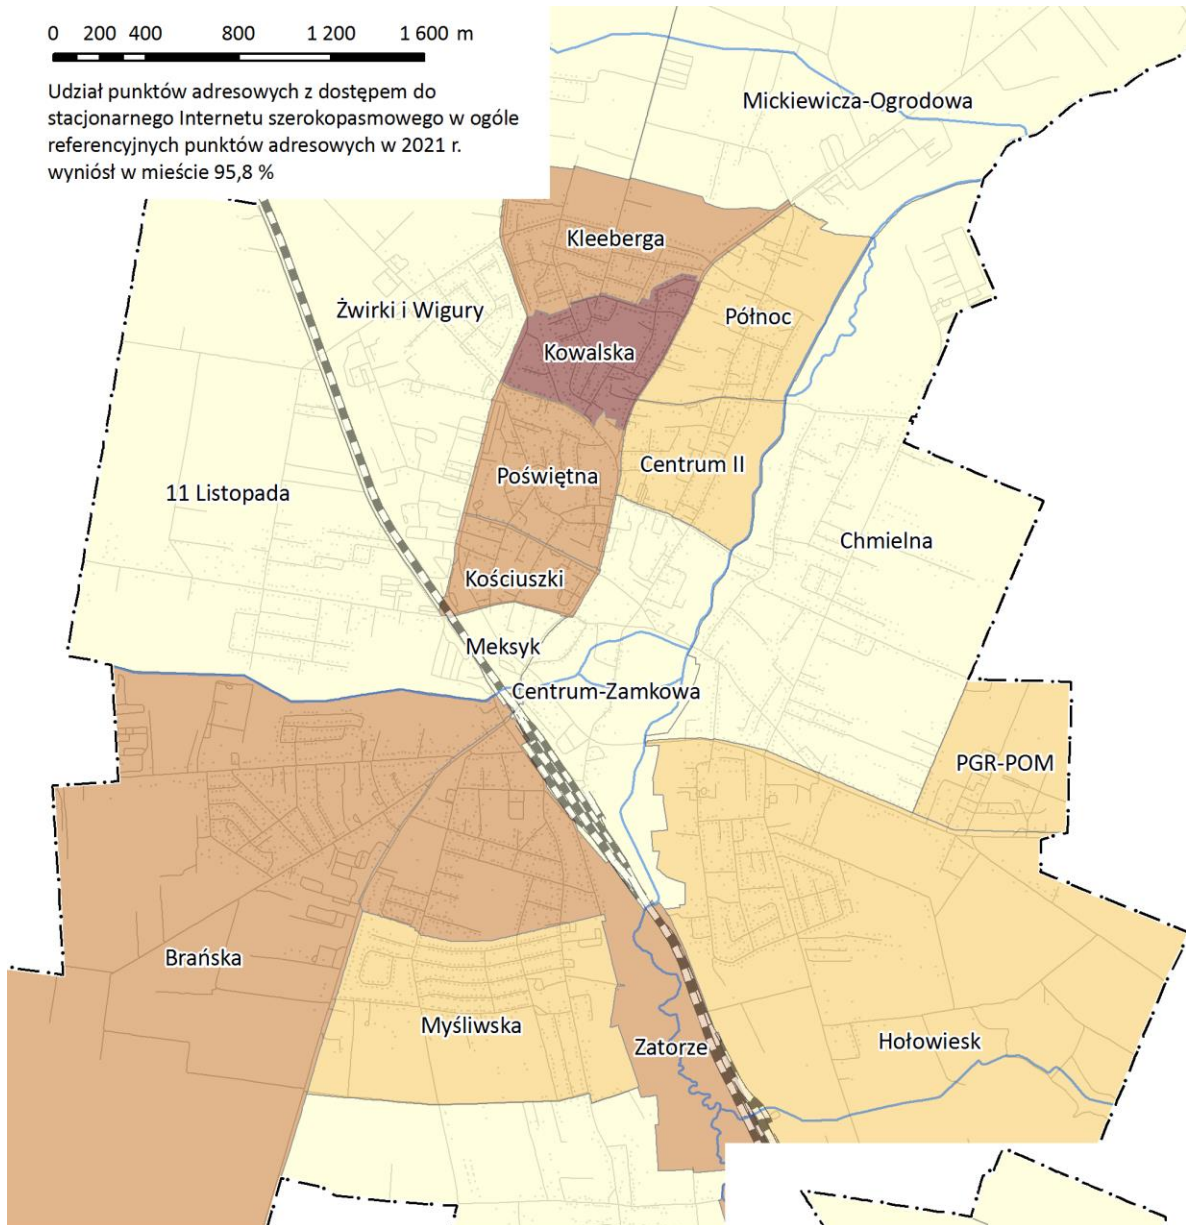 0 200 400 800 1 200 1 600 m
Udział punktów adresowych z dostępem do
stacjonarnego Internetu szerokopasmowego w ogóle
referencyjnych punktów adresowych w 2021 r.
wyniósł w mieście 95,8 %
Mickiewicza-Ogrodowa
Kleeberga
Żwirki i Wigury
Północ
Kowalska
Centrum II
Poświętna
11 Listopada
Chmielna
Kościuszki
Meksyk
Centrum-Zamkowa
PGR-POM
Brańska
Myśliwska
Zatorze
Hołowiesk